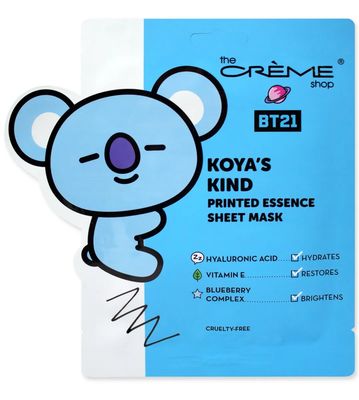 the
CRÈME®
shop
BT21
KOYA'S
KIND
PRINTED ESSENCE
SHEET MASK
Zz HYALURONIC ACID ..... HYDRATES
VITAMIN E ............ RESTORES
BLUEBERRY
COMPLEX ............ BRIGHTENS
CRUELTY-FREE